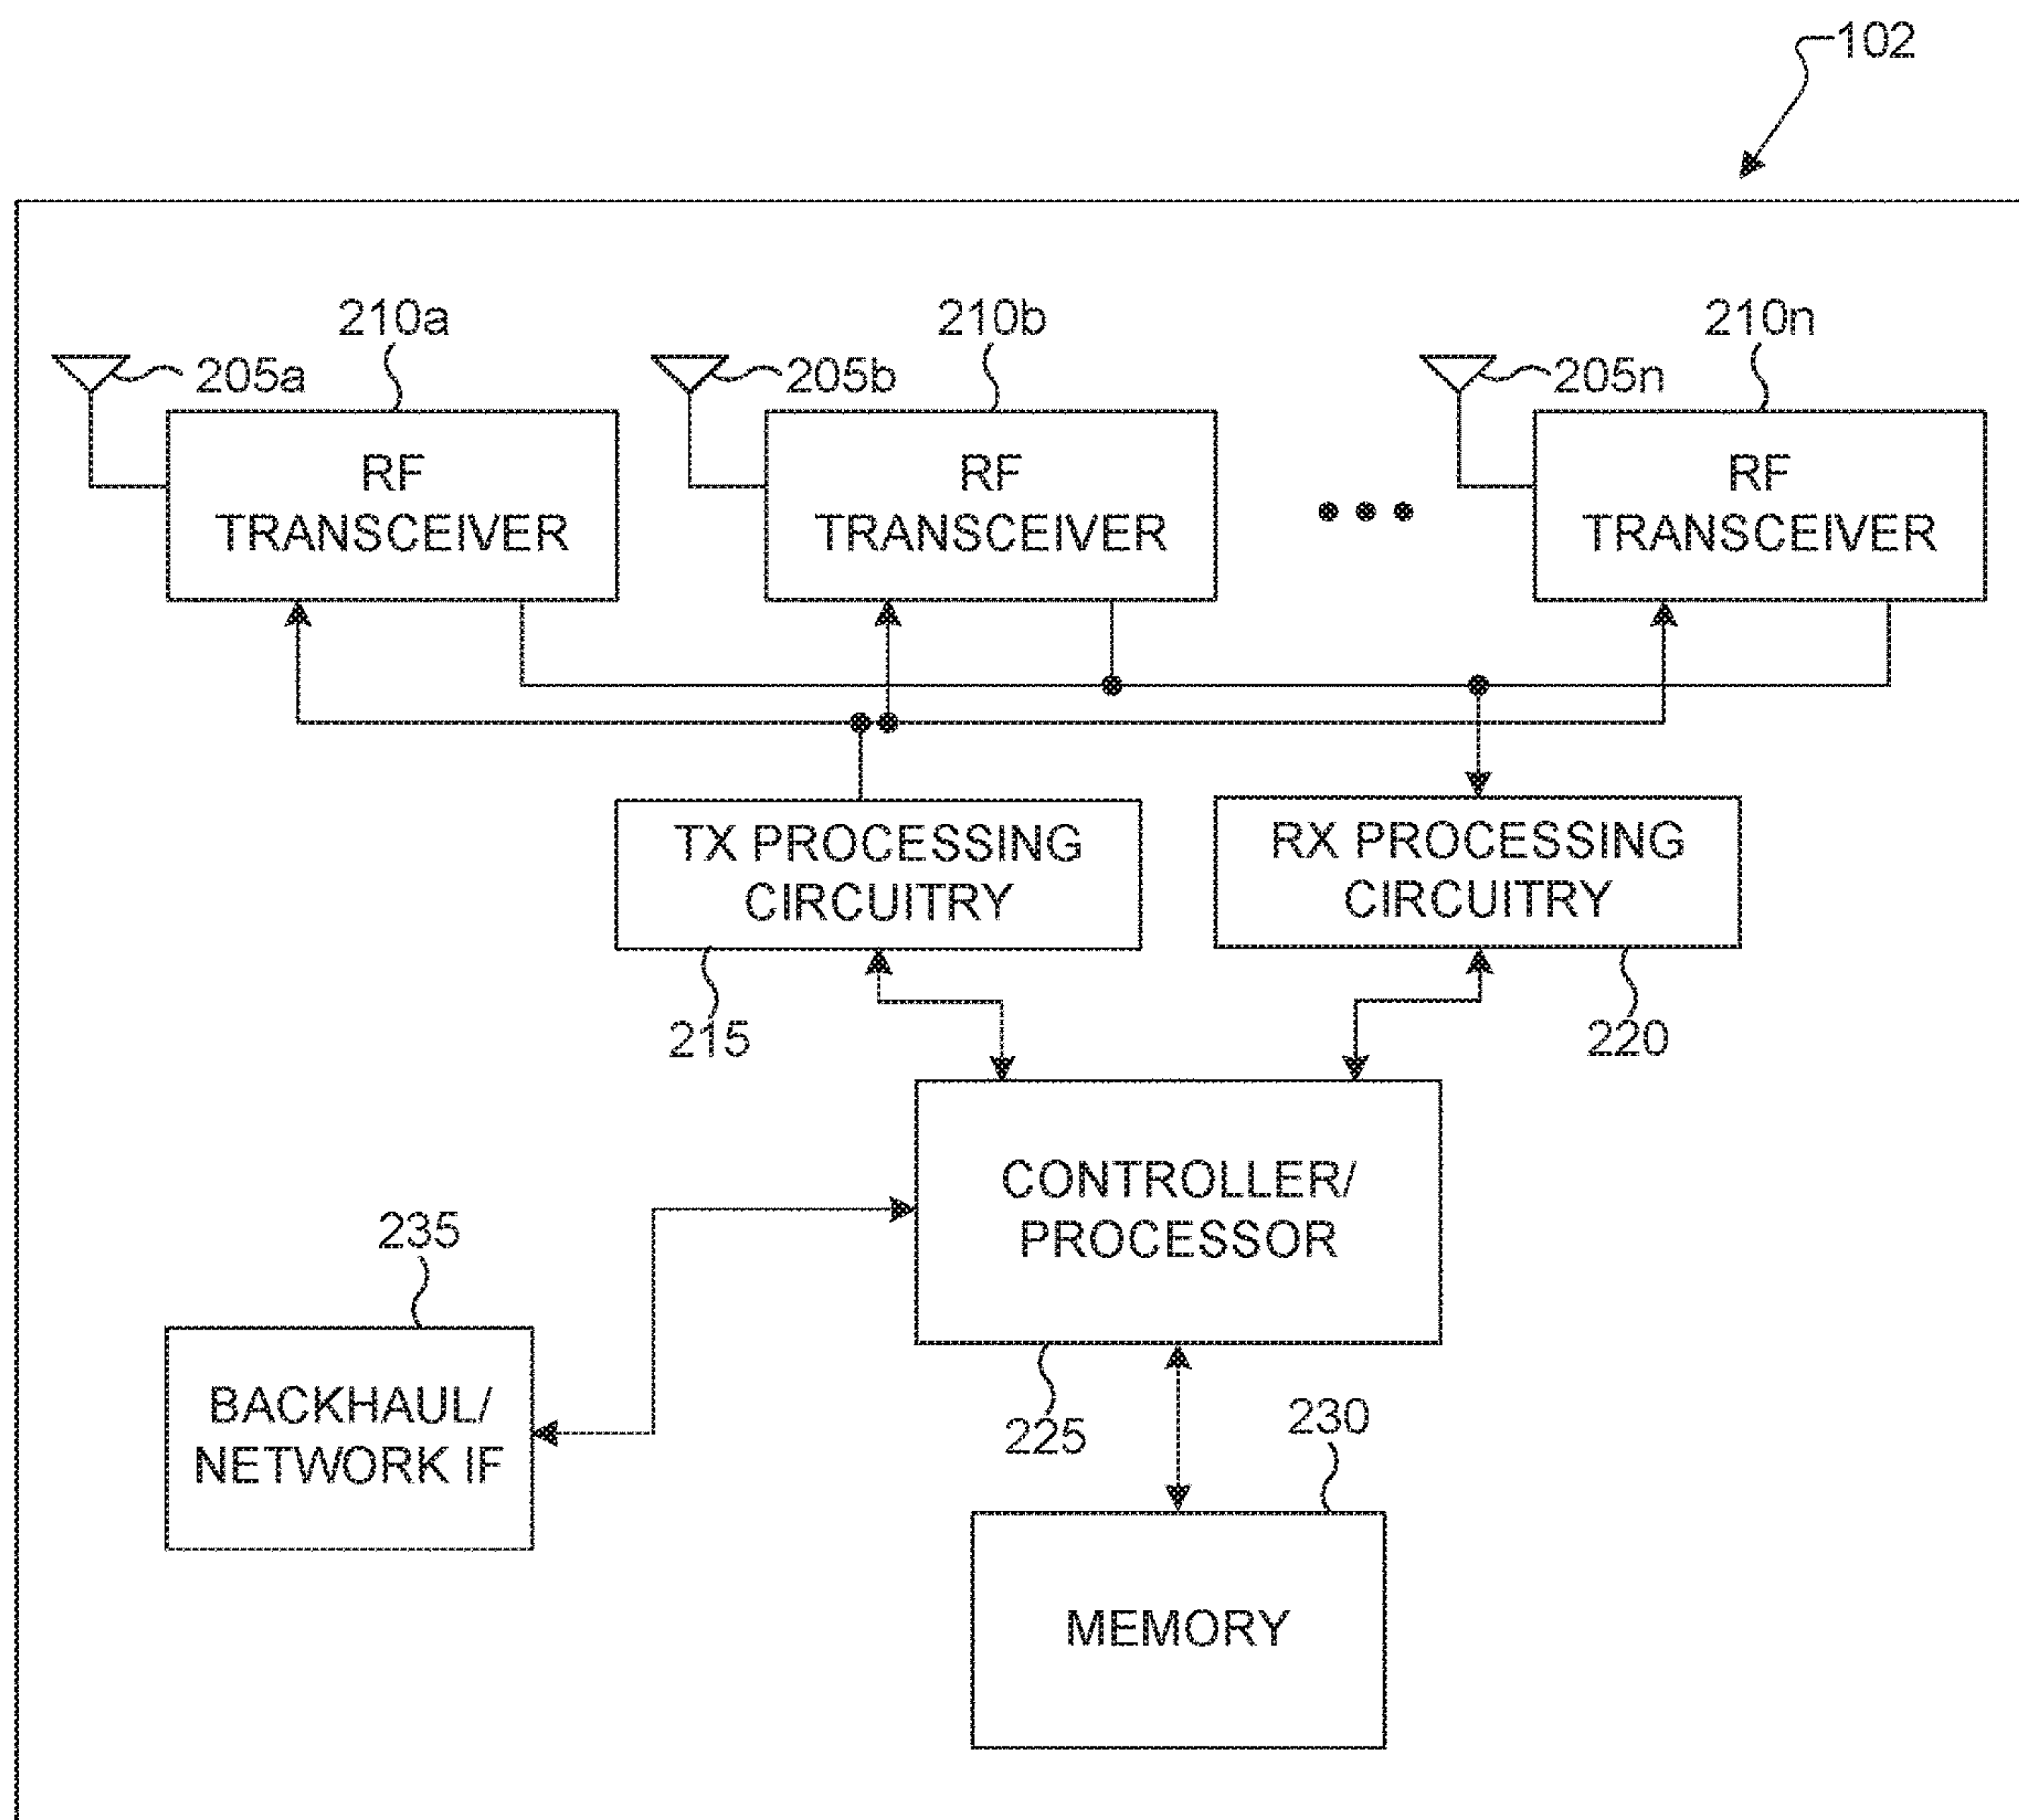 102
210a
210b
210n
205a
205b
205n
RF
TRANSCEIVER
RF
TRANSCEIVER
RF
TRANSCEIVER
TX PROCESSING
CIRCUITRY
RX PROCESSING
CIRCUITRY
215
220
CONTROLLER/
PROCESSOR
235
BACKHAUL/
NETWORK IF
225
230
MEMORY